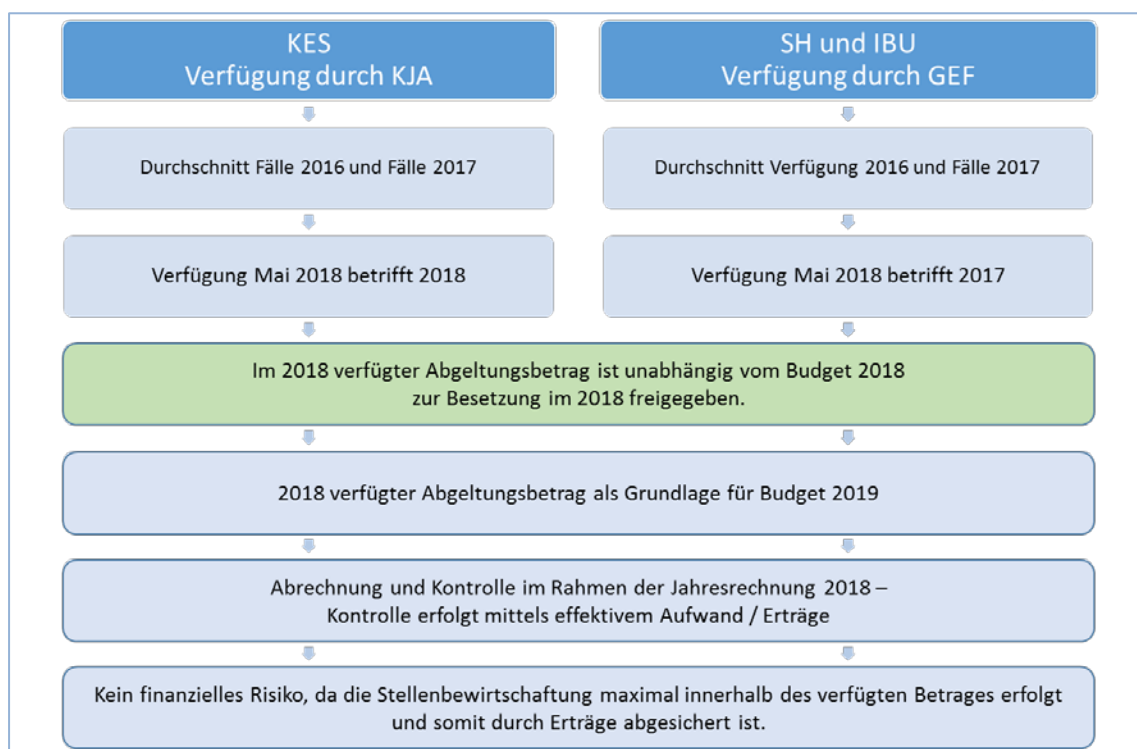 KES
Verfügung durch KJA
SH und IBU
Verfügung durch GEF
Durchschnitt Fälle 2016 und Fälle 2017
Durchschnitt Verfügung 2016 und Fälle 2017
Verfügung Mai 2018 betrifft 2018
Verfügung Mai 2018 betrifft 2017
Im 2018 verfügter Abgeltungsbetrag ist unabhängig vom Budget 2018
zur Besetzung im 2018 freigegeben.
2018 verfügter Abgeltungsbetrag als Grundlage für Budget 2019
Abrechnung und Kontrolle im Rahmen der Jahresrechnung 2018 –
Kontrolle erfolgt mittels effektivem Aufwand / Erträge
Kein finanzielles Risiko, da die Stellenbewirtschaftung maximal innerhalb des verfügten Betrages erfolgt
und somit durch Erträge abgesichert ist.